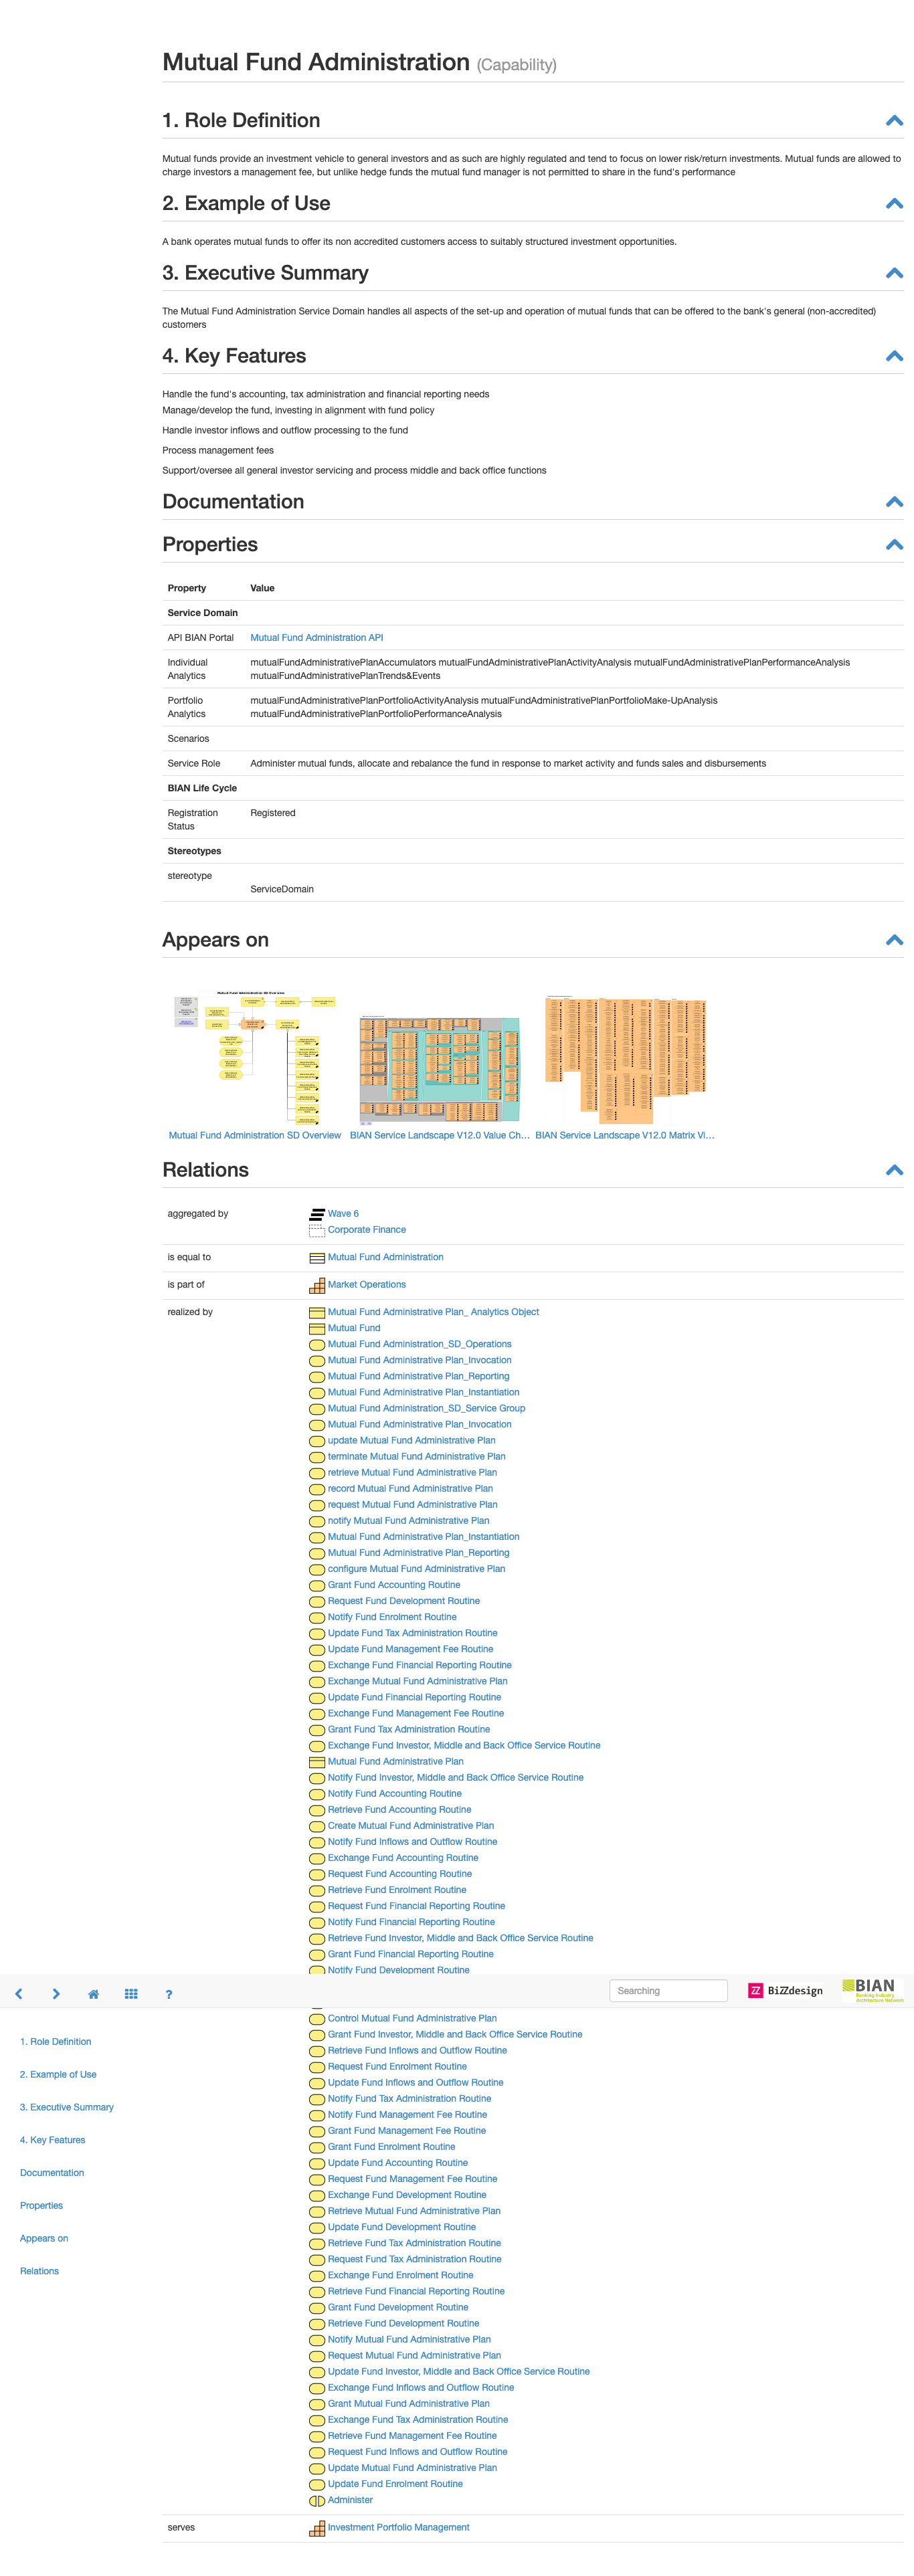 Mutual Fund Administration (Capability)
1. Role Definition
Mutual funds provide an investment vehicle to general investors and as such are highly regulated and tend to focus on lower risk/return investments. Mutual funds are allowed to
charge investors a management fee, but unlike hedge funds the mutual fund manager is not permitted to share in the fund's performance
2. Example of Use
A bank operates mutual funds to offer its non accredited customers access to suitably structured investment opportunities.
3. Executive Summary
The Mutual Fund Administration Service Domain handles all aspects of the set-up and operation of mutual funds that can be offered to the bank's general (non-accredited)
customers
4. Key Features
Handle the fund's accounting, tax administration and financial reporting needs
Manage/develop the fund, investing in alignment with fund policy
Handle investor inflows and outflow processing to the fund
Process management fees
Support/oversee all general investor servicing and process middle and back office functions
Documentation
Properties
Property Value
Service Domain
API BIAN Portal Mutual Fund Administration API
Individual Analytics mutualFundAdministrativePlanAccumulators mutualFundAdministrativePlanActivityAnalysis mutualFundAdministrativePlanPerformanceAnalysis
mutualFundAdministrativePlanTrends&Events
Portfolio Analytics mutualFundAdministrativePlanPortfolioActivityAnalysis mutualFundAdministrativePlanPortfolioMake-UpAnalysis
mutualFundAdministrativePlanPortfolioPerformanceAnalysis
Scenarios
Service Role Administer mutual funds, allocate and rebalance the fund in response to market activity and funds sales and disbursements
BIAN Life Cycle
Registration Status Registered
Stereotypes
stereotype
ServiceDomain
Appears on
Mutual Fund Administration SD Overview
Mutual Fund Administration SD Overview BIAN Service Landscape V12.0 Value Ch... BIAN Service Landscape V12.0 Matrix Vi...
Relations
aggregated by Wave 6
Corporate Finance
is equal to Mutual Fund Administration
is part of Market Operations
realized by Mutual Fund Administrative Plan_ Analytics Object
Mutual Fund
Mutual Fund Administration_SD_Operations
Mutual Fund Administrative Plan_Invocation
Mutual Fund Administrative Plan_Reporting
Mutual Fund Administrative Plan_Instantiation
Mutual Fund Administration_SD_Service Group
Mutual Fund Administrative Plan_Invocation
update Mutual Fund Administrative Plan
terminate Mutual Fund Administrative Plan
retrieve Mutual Fund Administrative Plan
record Mutual Fund Administrative Plan
request Mutual Fund Administrative Plan
notify Mutual Fund Administrative Plan
Mutual Fund Administrative Plan_Instantiation
Mutual Fund Administrative Plan_Reporting
configure Mutual Fund Administrative Plan
Grant Fund Accounting Routine
Request Fund Development Routine
Notify Fund Enrolment Routine
Update Fund Tax Administration Routine
Update Fund Management Fee Routine
Exchange Fund Financial Reporting Routine
Exchange Mutual Fund Administrative Plan
Update Fund Financial Reporting Routine
Exchange Fund Management Fee Routine
Grant Fund Tax Administration Routine
Exchange Fund Investor, Middle and Back Office Service Routine
Mutual Fund Administrative Plan
Notify Fund Investor, Middle and Back Office Service Routine
Notify Fund Accounting Routine
Retrieve Fund Accounting Routine
Create Mutual Fund Administrative Plan
Notify Fund Inflows and Outflow Routine
Exchange Fund Accounting Routine
Request Fund Accounting Routine
Retrieve Fund Enrolment Routine
Request Fund Financial Reporting Routine
Notify Fund Financial Reporting Routine
Retrieve Fund Investor, Middle and Back Office Service Routine
Grant Fund Financial Reporting Routine
Notify Fund Development Routine
? Searching BiZZdesign BIAN
Banking Industry
Architecture Network
Control Mutual Fund Administrative Plan
Grant Fund Investor, Middle and Back Office Service Routine
Retrieve Fund Inflows and Outflow Routine
Request Fund Enrolment Routine
Update Fund Inflows and Outflow Routine
Notify Fund Tax Administration Routine
Notify Fund Management Fee Routine
Grant Fund Management Fee Routine
Grant Fund Enrolment Routine
Update Fund Accounting Routine
Request Fund Management Fee Routine
Exchange Fund Development Routine
Retrieve Mutual Fund Administrative Plan
Update Fund Development Routine
Retrieve Fund Tax Administration Routine
Request Fund Tax Administration Routine
Exchange Fund Enrolment Routine
Retrieve Fund Financial Reporting Routine
Grant Fund Development Routine
Retrieve Fund Development Routine
Notify Mutual Fund Administrative Plan
Request Mutual Fund Administrative Plan
Update Fund Investor, Middle and Back Office Service Routine
Exchange Fund Inflows and Outflow Routine
Grant Mutual Fund Administrative Plan
Exchange Fund Tax Administration Routine
Retrieve Fund Management Fee Routine
Request Fund Inflows and Outflow Routine
Update Mutual Fund Administrative Plan
Update Fund Enrolment Routine
Administer
serves Investment Portfolio Management
1. Role Definition
2. Example of Use
3. Executive Summary
4. Key Features
Documentation
Properties
Appears on
Relations